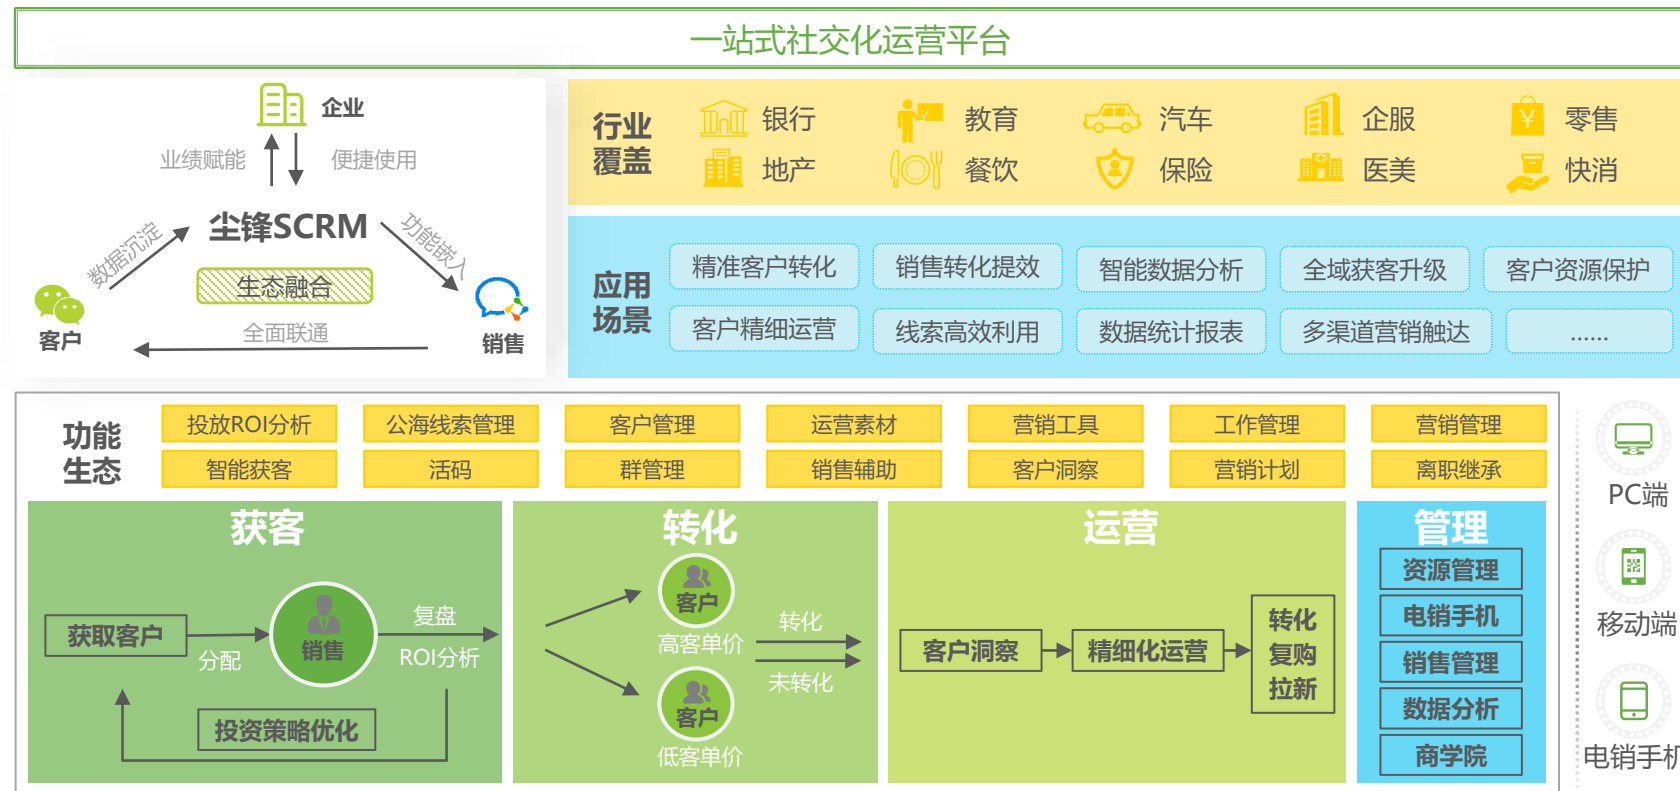 一站式社交化运营平台
企业
业绩赋能
便捷使用
尘锋SCRM
数据沉淀
功能嵌入
生态融合
客户
全面联通
销售
行业
覆盖
银行
教育
汽车
企服
零售
地产
餐饮
保险
医美
快消
应用
场景
精准客户转化
销售转化提效
智能数据分析
全域获客升级
客户资源保护
客户精细运营
线索高效利用
数据统计报表
多渠道营销触达
......
功能
生态
投放ROI分析
公海线索管理
客户管理
运营素材
营销工具
工作管理
营销管理
智能获客
活码
群管理
销售辅助
客户洞察
营销计划
离职继承
获客
获取客户
分配
销售
复盘
ROI分析
投资策略优化
转化
客户
高客单价
客户
低客单价
转化
未转化
运营
客户洞察
精细化运营
转化
复购
拉新
管理
资源管理
电销手机
销售管理
数据分析
商学院
PC端
移动端
电销手机